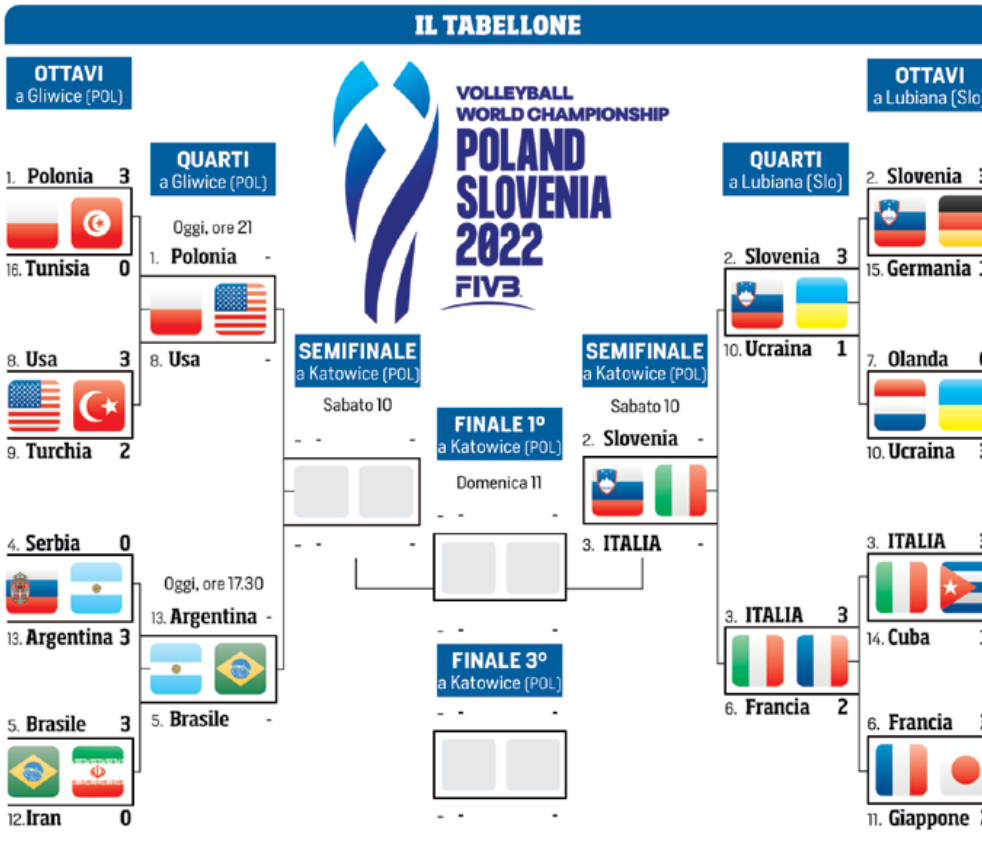 IL TABELLONE
OTTAVI
a Gliwice (POL)
1. Polonia 3
16. Tunisia 0
8. Usa 3
9. Turchia 2
4. Serbia 0
13. Argentina 3
5. Brasile 3
12. Iran 0
QUARTI
a Gliwice (POL)
Oggi, ore 21
1. Polonia -
8. Usa -
Oggi, ore 17.30
13. Argentina -
5. Brasile -
VOLLEYBALL
WORLD CHAMPIONSHIP
POLAND
SLOVENIA
2022
FIVB
SEMIFINALE
a Katowice (POL)
Sabato 10
- - -
- - -
FINALE 1°
a Katowice (POL)
Domenica 11
- - -
- - -
FINALE 3°
a Katowice (POL)
- - -
- - -
SEMIFINALE
a Katowice (POL)
Sabato 10
2. Slovenia -
3. ITALIA -
QUARTI
a Lubiana (Slo)
2. Slovenia 3
10. Ucraina 1
3. ITALIA 3
6. Francia 2
OTTAVI
a Lubiana (Slo)
2. Slovenia
15. Germania
7. Olanda
10. Ucraina
3. ITALIA
14. Cuba
6. Francia
11. Giappone